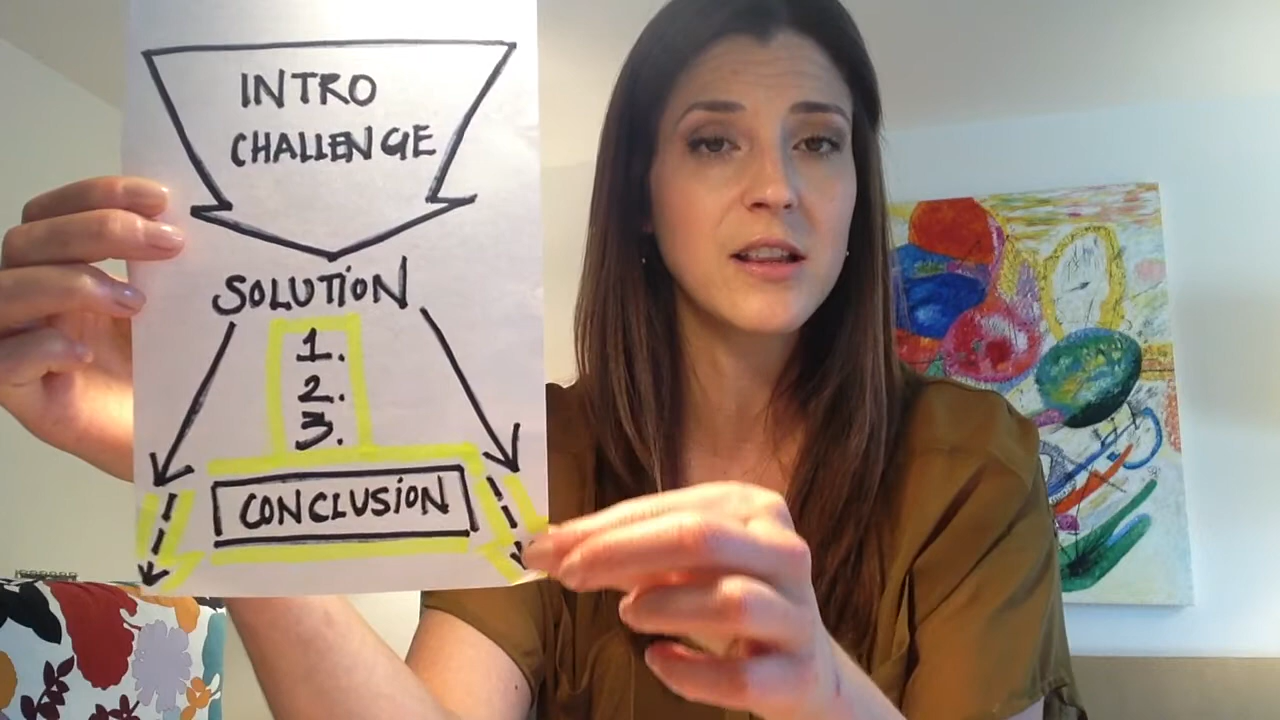 INTRO
CHALLENGE
SOLUTION
1.
2.
3.
CONCLUSION